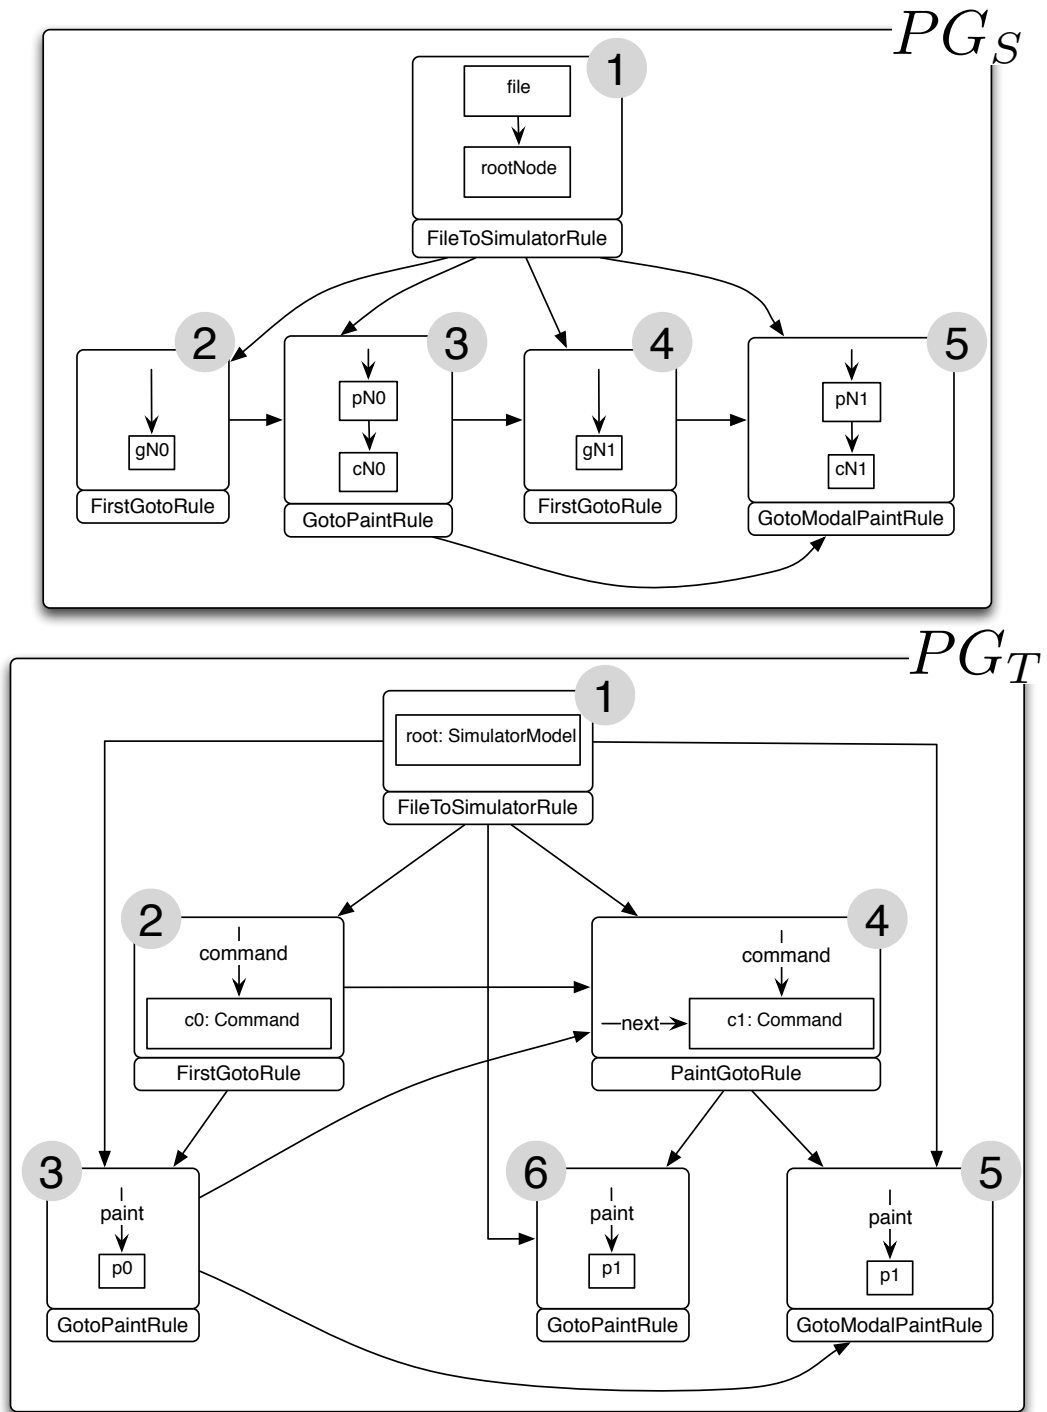 PG_S
1
file
rootNode
FileToSimulatorRule
2
3
4
5
gN0
FirstGotoRule
pN0
cN0
GotoPaintRule
gN1
FirstGotoRule
pN1
cN1
GotoModalPaintRule
PG_T
1
root: SimulatorModel
FileToSimulatorRule
2
command
c0: Command
FirstGotoRule
4
command
next
c1: Command
PaintGotoRule
3
paint
p0
GotoPaintRule
6
paint
p1
GotoPaintRule
5
paint
p1
GotoModalPaintRule